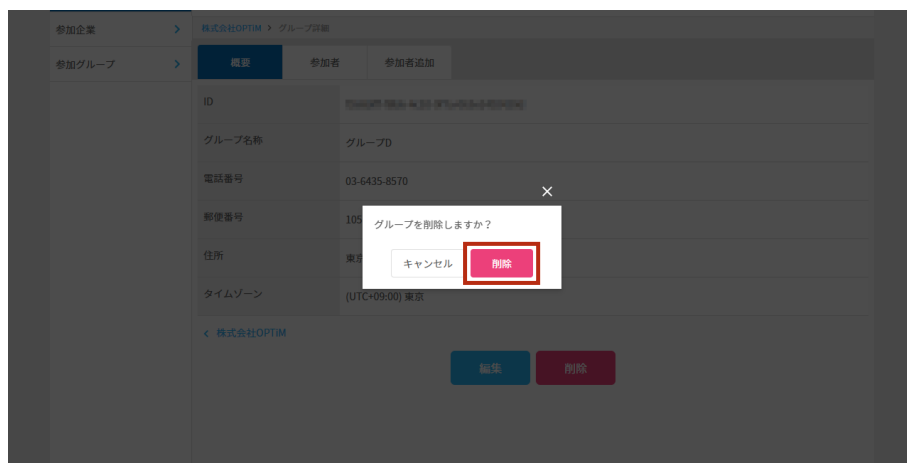 参加企業
株式会社OPTIM グループ詳細
参加グループ
概要 参加者 参加者追加
ID
グループ名称 グループD
電話番号 03-6435-8570
×
郵便番号 105
グループを削除しますか?
住所 東京
キャンセル 削除
タイムゾーン (UTC+09:00) 東京
株式会社OPTiM
編集 削除